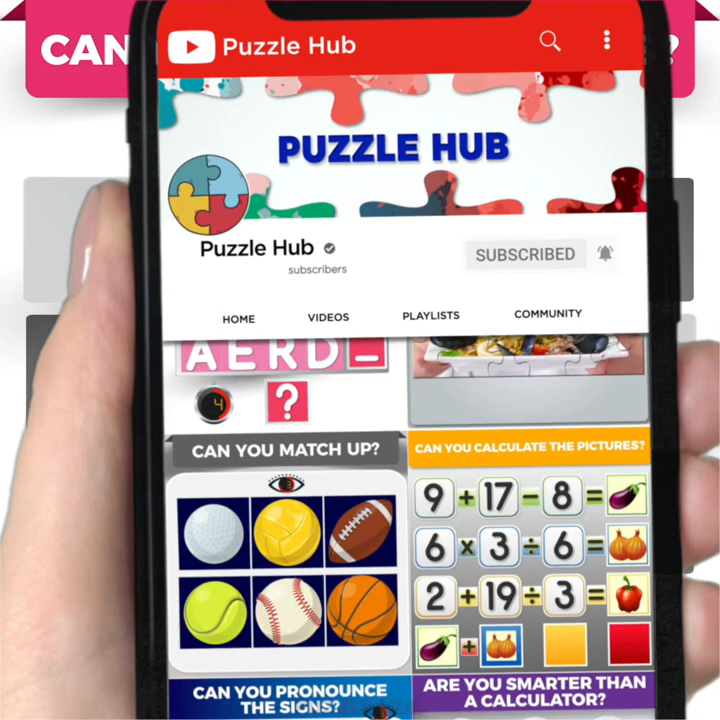 CAN
?
Puzzle Hub
PUZZLE HUB
Puzzle Hub
subscribers
SUBSCRIBED
HOME VIDEOS PLAYLISTS COMMUNITY
AERD_
4
?
CAN YOU MATCH UP?
CAN YOU CALCULATE THE PICTURES?
9 + 17 - 8 =
6 x 3 ÷ 6 =
2 + 19 ÷ 3 =
+
CAN YOU PRONOUNCE
THE SIGNS?
ARE YOU SMARTER THAN
A CALCULATOR?